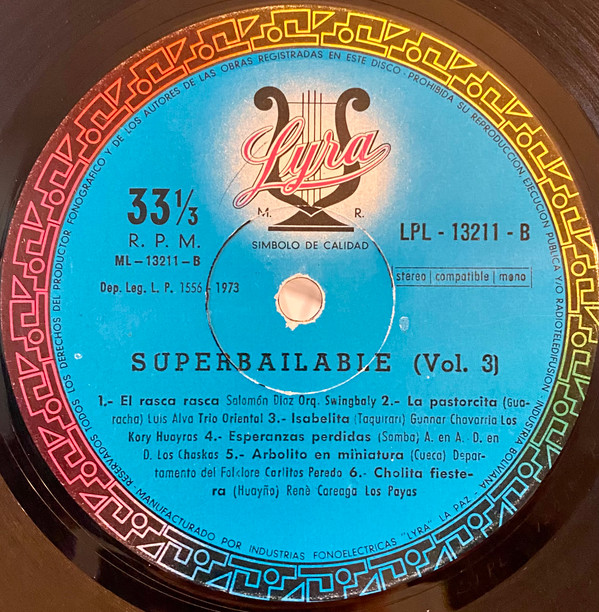 RESERVADOS TODOS LOS DERECHOS DEL PRODUCTOR FONOGRAFICO Y DE LOS AUTORES DE LAS OBRAS REGISTRADAS EN ESTE DISCO - PROHIBIDA SU REPRODUCCION EJECUCION PUBLICA Y/O RADIOTELEDIFUSION - INDUSTRIA BOLIVIANA
Lyra
M. R.
SIMBOLO DE CALIDAD
33⅓
R. P. M.
ML-13211-B
Dep. Leg. L. P. 1556 - 1973
LPL - 13211 - B
stereo | compatible | mono
SUPERBAILABLE (Vol. 3)
1.- El rasca rasca Salomón Díaz Orq. Swingbaly 2.- La pastorcita (Gua-
racha) Luis Alva Trio Oriental 3.- Isabelita (Taquirari) Gunnar Chavarria Los
Kory Huayras 4.- Esperanzas perdidas (Samba) A. en A. D. en
D. Los Chaskas 5.- Arbolito en miniatura (Cueca) Depar-
tamento del Folclore Carlitos Peredo 6.- Cholita fieste-
ra (Huayño) Renè Careaga Los Payas
MANUFACTURADO POR INDUSTRIAS FONOELECTRICAS "LYRA" LA PAZ